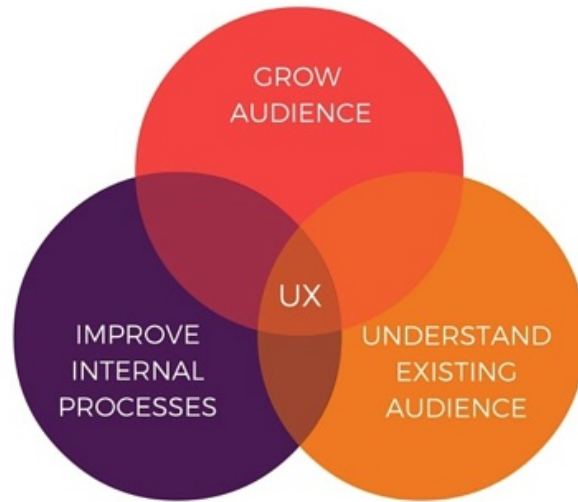 GROW
AUDIENCE
UX
IMPROVE
INTERNAL
PROCESSES
UNDERSTAND
EXISTING
AUDIENCE